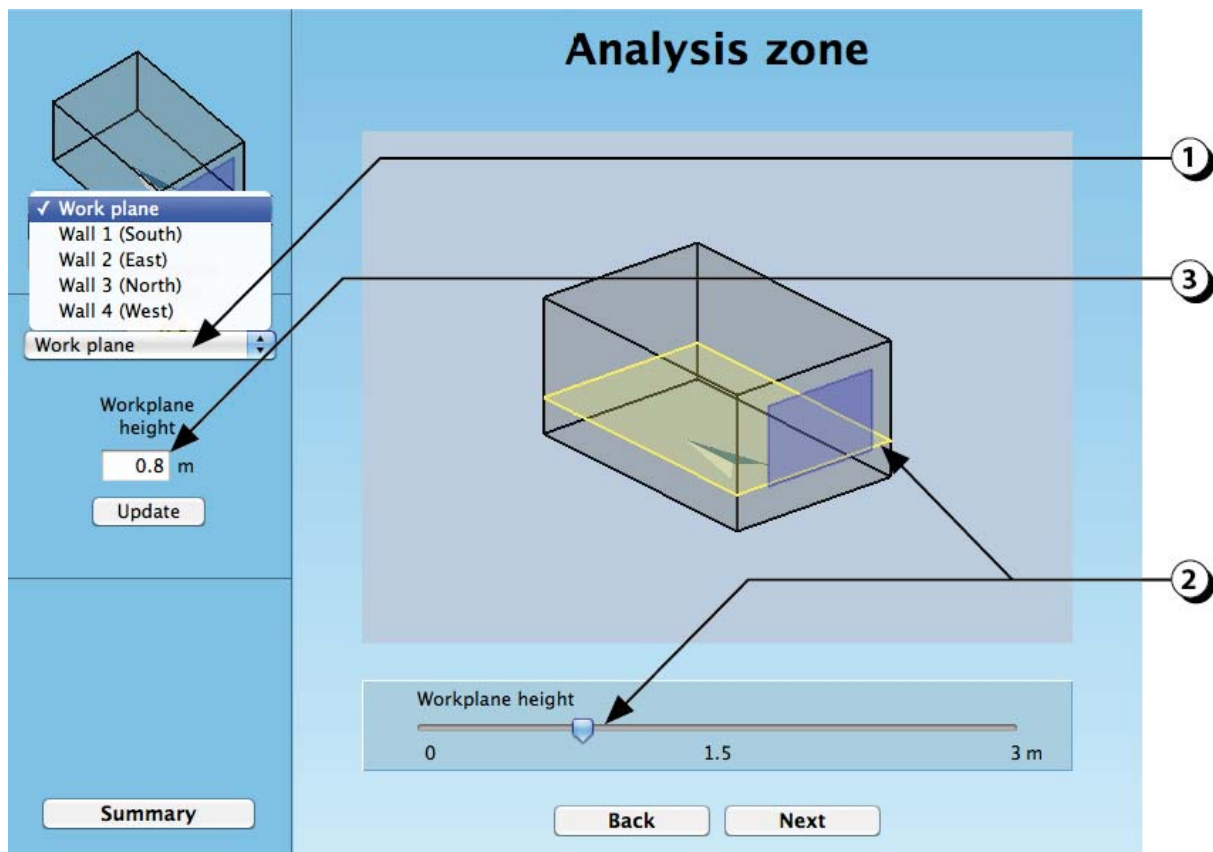 Analysis zone
1
✓ Work plane
Wall 1 (South)
Wall 2 (East)
Wall 3 (North)
Wall 4 (West)
3
Work plane
Workplane
height
0.8 m
Update
2
Workplane height
0 1.5 3 m
Summary
Back Next